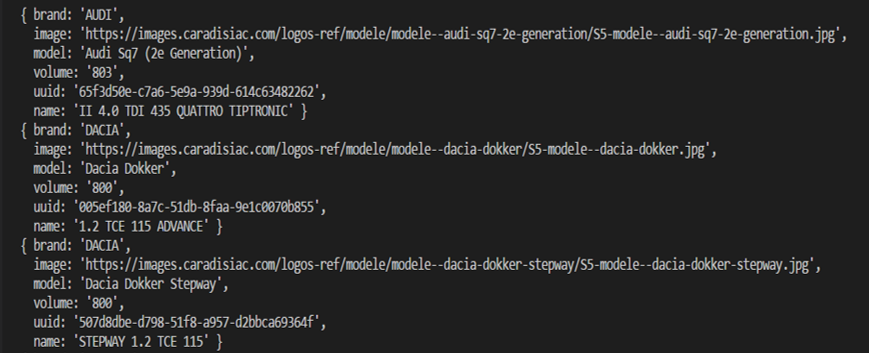 { brand: 'AUDI',
image: 'https://images.caradisiac.com/logos-ref/modele/modele--audi-sq7-2e-generation/S5-modele--audi-sq7-2e-generation.jpg',
model: 'Audi Sq7 (2e Generation)',
volume: '803',
uuid: '65f3d50e-c7a6-5e9a-939d-614c63482262',
name: 'II 4.0 TDI 435 QUATTRO TIPTRONIC' }
{ brand: 'DACIA',
image: 'https://images.caradisiac.com/logos-ref/modele/modele--dacia-dokker/S5-modele--dacia-dokker.jpg',
model: 'Dacia Dokker',
volume: '800',
uuid: '005ef180-8a7c-51db-8faa-9e1c0070b855',
name: '1.2 TCE 115 ADVANCE' }
{ brand: 'DACIA',
image: 'https://images.caradisiac.com/logos-ref/modele/modele--dacia-dokker-stepway/S5-modele--dacia-dokker-stepway.jpg',
model: 'Dacia Dokker Stepway',
volume: '800',
uuid: '507d8dbe-d798-51f8-a957-d2bbca69364f',
name: 'STEPWAY 1.2 TCE 115' }